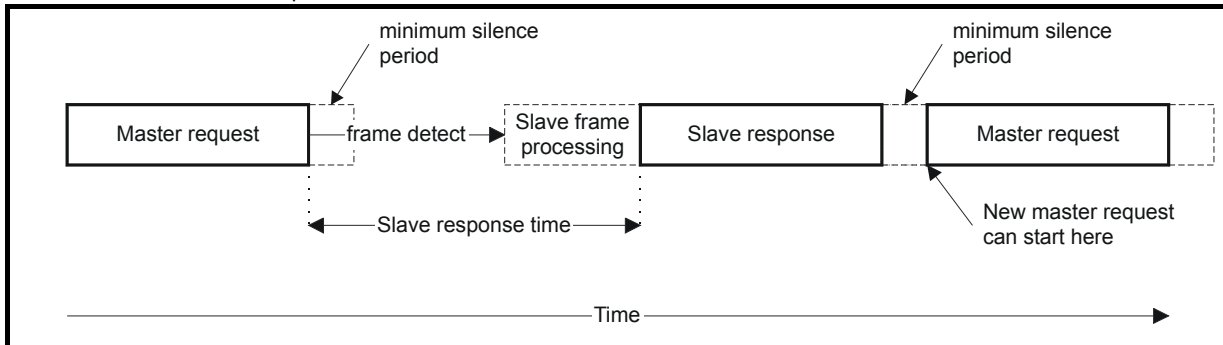 minimum silence
period
minimum silence
period
Master request
frame detect
Slave frame
processing
Slave response
Master request
Slave response time
New master request
can start here
Time